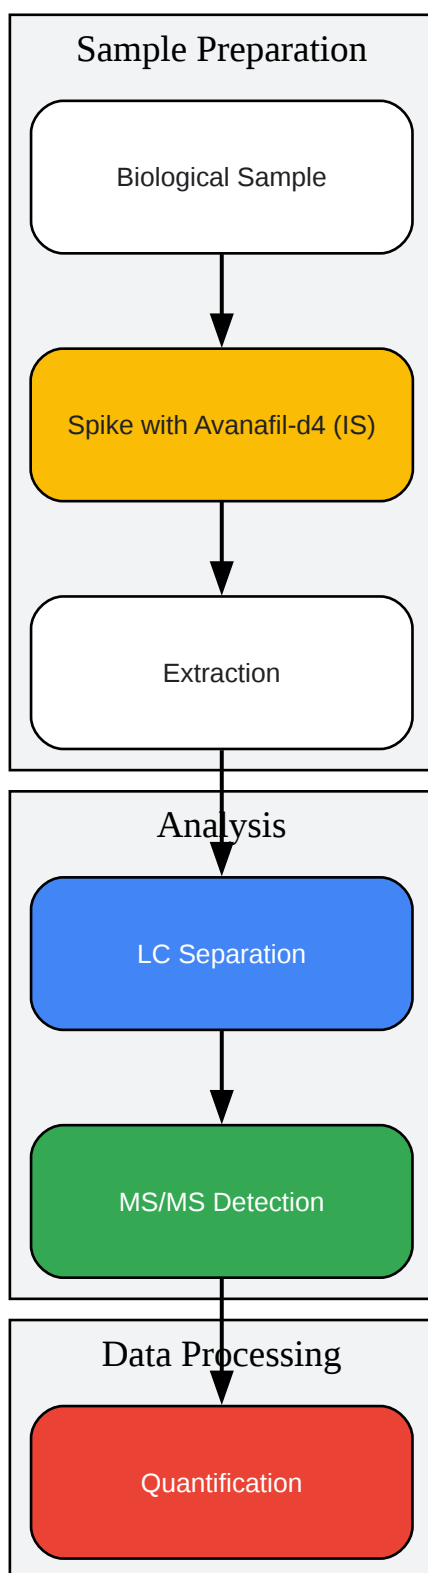 Sample Preparation
Biological Sample
Spike with Avanafil-d4 (IS)
Extraction
Analysis
LC Separation
MS/MS Detection
Data Processing
Quantification